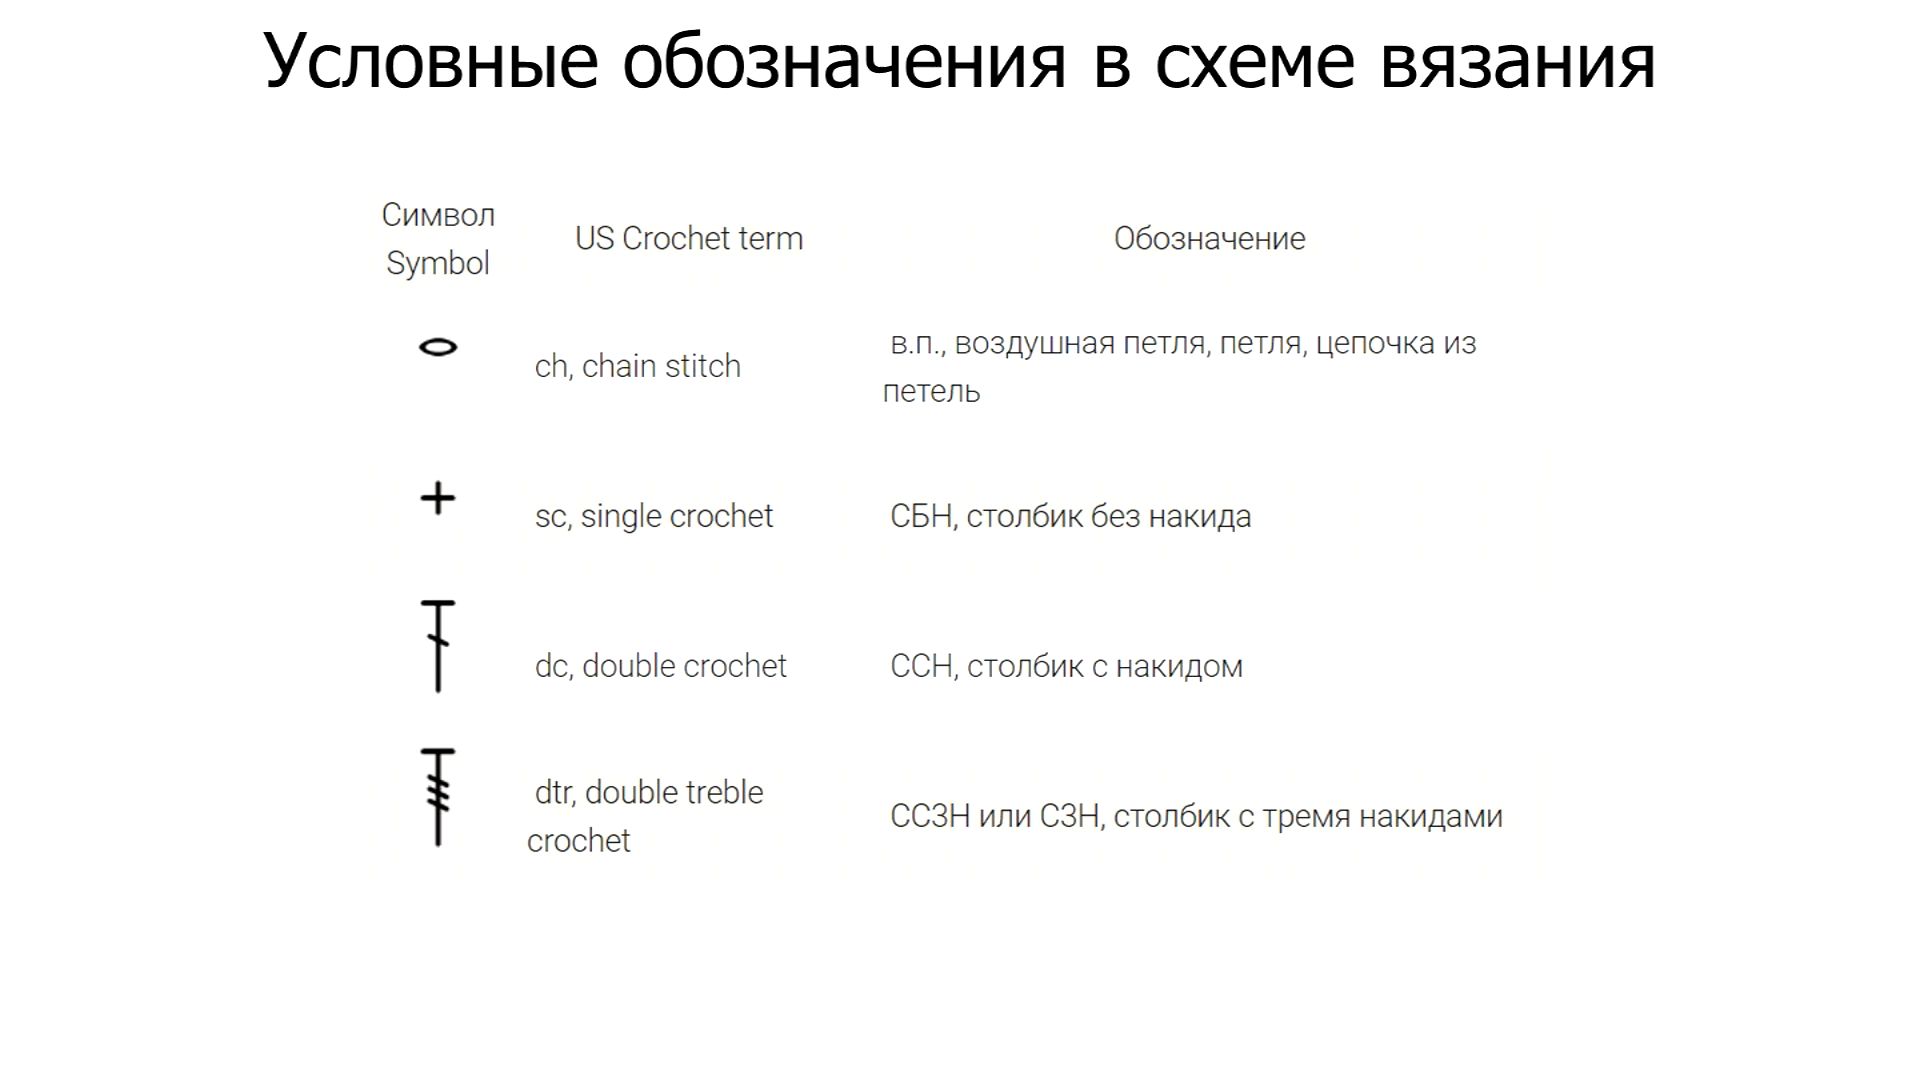 Условные обозначения в схеме вязания
Символ
Symbol
US Crochet term
Обозначение
ch, chain stitch
в.п., воздушная петля, петля, цепочка из
петель
sc, single crochet
СБН, столбик без накида
dc, double crochet
ССН, столбик с накидом
dtr, double treble
crochet
СС3Н или С3Н, столбик с тремя накидами